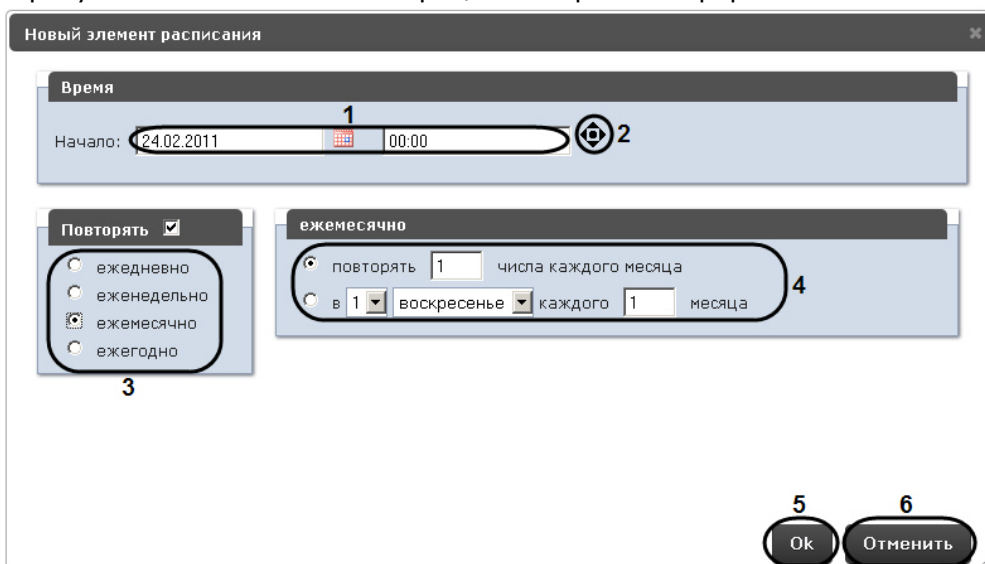 Новый элемент расписания
Время
1
Начало: 24.02.2011 00:00 2
Повторять
ежедневно
еженедельно
ежемесячно
ежегодно
3
ежемесячно
повторять 1 числа каждого месяца
в 1 воскресенье каждого 1 месяца
4
5 6
Ok Отменить